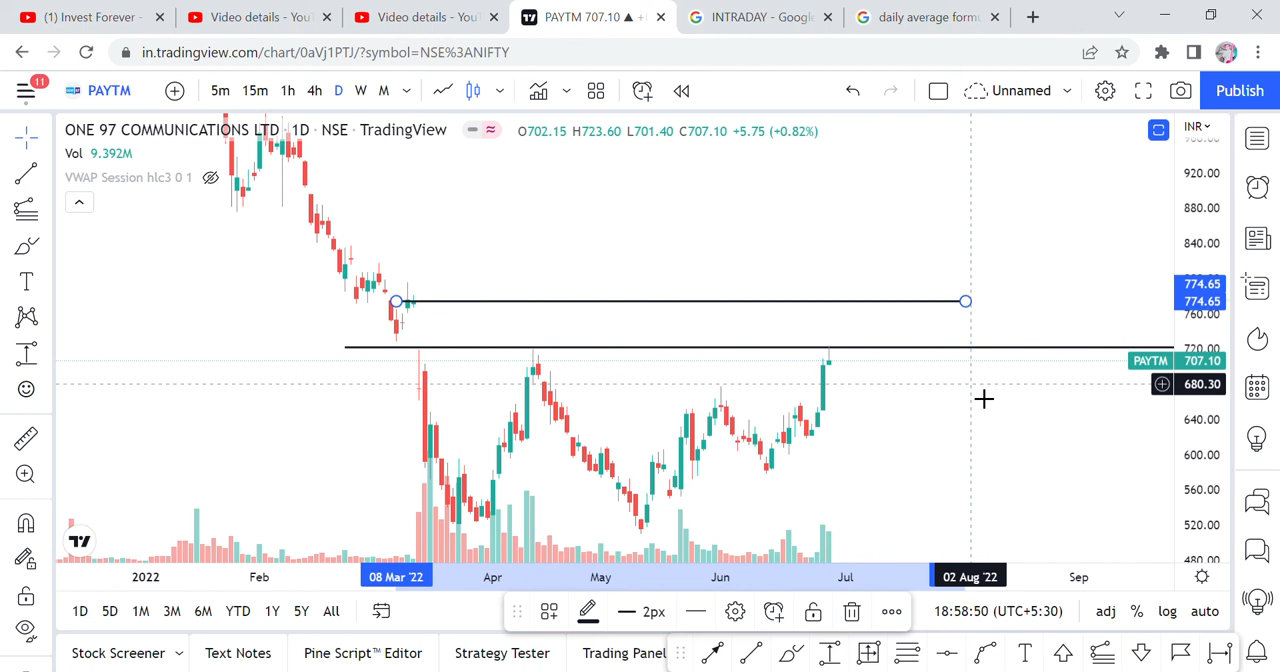 (1) Invest Forever -
Video details - YouT
Video details - YouT
PAYTM 707.10 ▲ +
INTRADAY - Google
daily average form
in.tradingview.com/chart/0aVj1PTJ/?symbol=NSE%3ANIFTY
11
PAYTM
5m 15m 1h 4h D W M
Unnamed
Publish
ONE 97 COMMUNICATIONS LTD · 1D · NSE · TradingView
O702.15 H723.60 L701.40 C707.10 +5.75 (+0.82%)
INR
Vol 9.392M
VWAP Session hlc3 0 1
920.00
880.00
840.00
774.65
774.65
760.00
720.00
PAYTM 707.10
680.30
640.00
600.00
560.00
520.00
480.00
2022 Feb 08 Mar '22 Apr May Jun Jul 02 Aug '22 Sep
1D 5D 1M 3M 6M YTD 1Y 5Y All
2px
18:58:50 (UTC+5:30) adj % log auto
Stock Screener Text Notes Pine Script™ Editor Strategy Tester Trading Panel